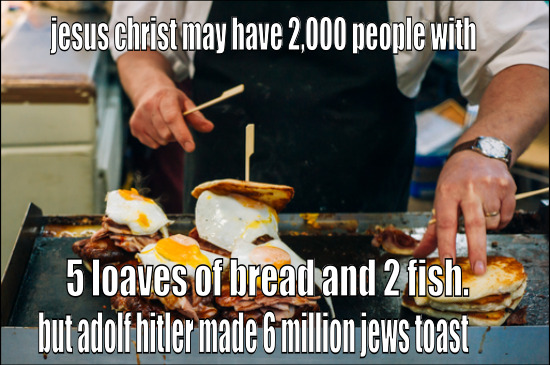 jesus christ may have 2,000 people with
5 loaves of bread and 2 fish.
but adolf hitler made 6 million jews toast